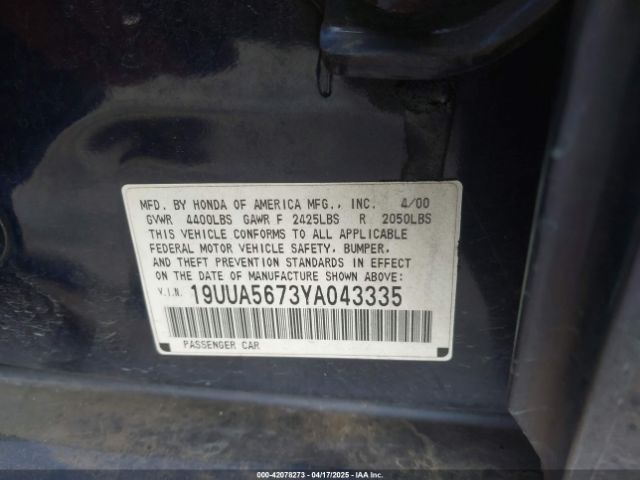 MFD. BY HONDA OF AMERICA MFG., INC. 4/00
GVWR 4400LBS GAWR F 2425LBS R 2050LBS
THIS VEHICLE CONFORMS TO ALL APPLICABLE
FEDERAL MOTOR VEHICLE SAFETY, BUMPER,
AND THEFT PREVENTION STANDARDS IN EFFECT
ON THE DATE OF MANUFACTURE SHOWN ABOVE:
V.I.N. 19UUA5673YA043335
PASSENGER CAR
000-42078273 - 04/17/2025 - IAA Inc.